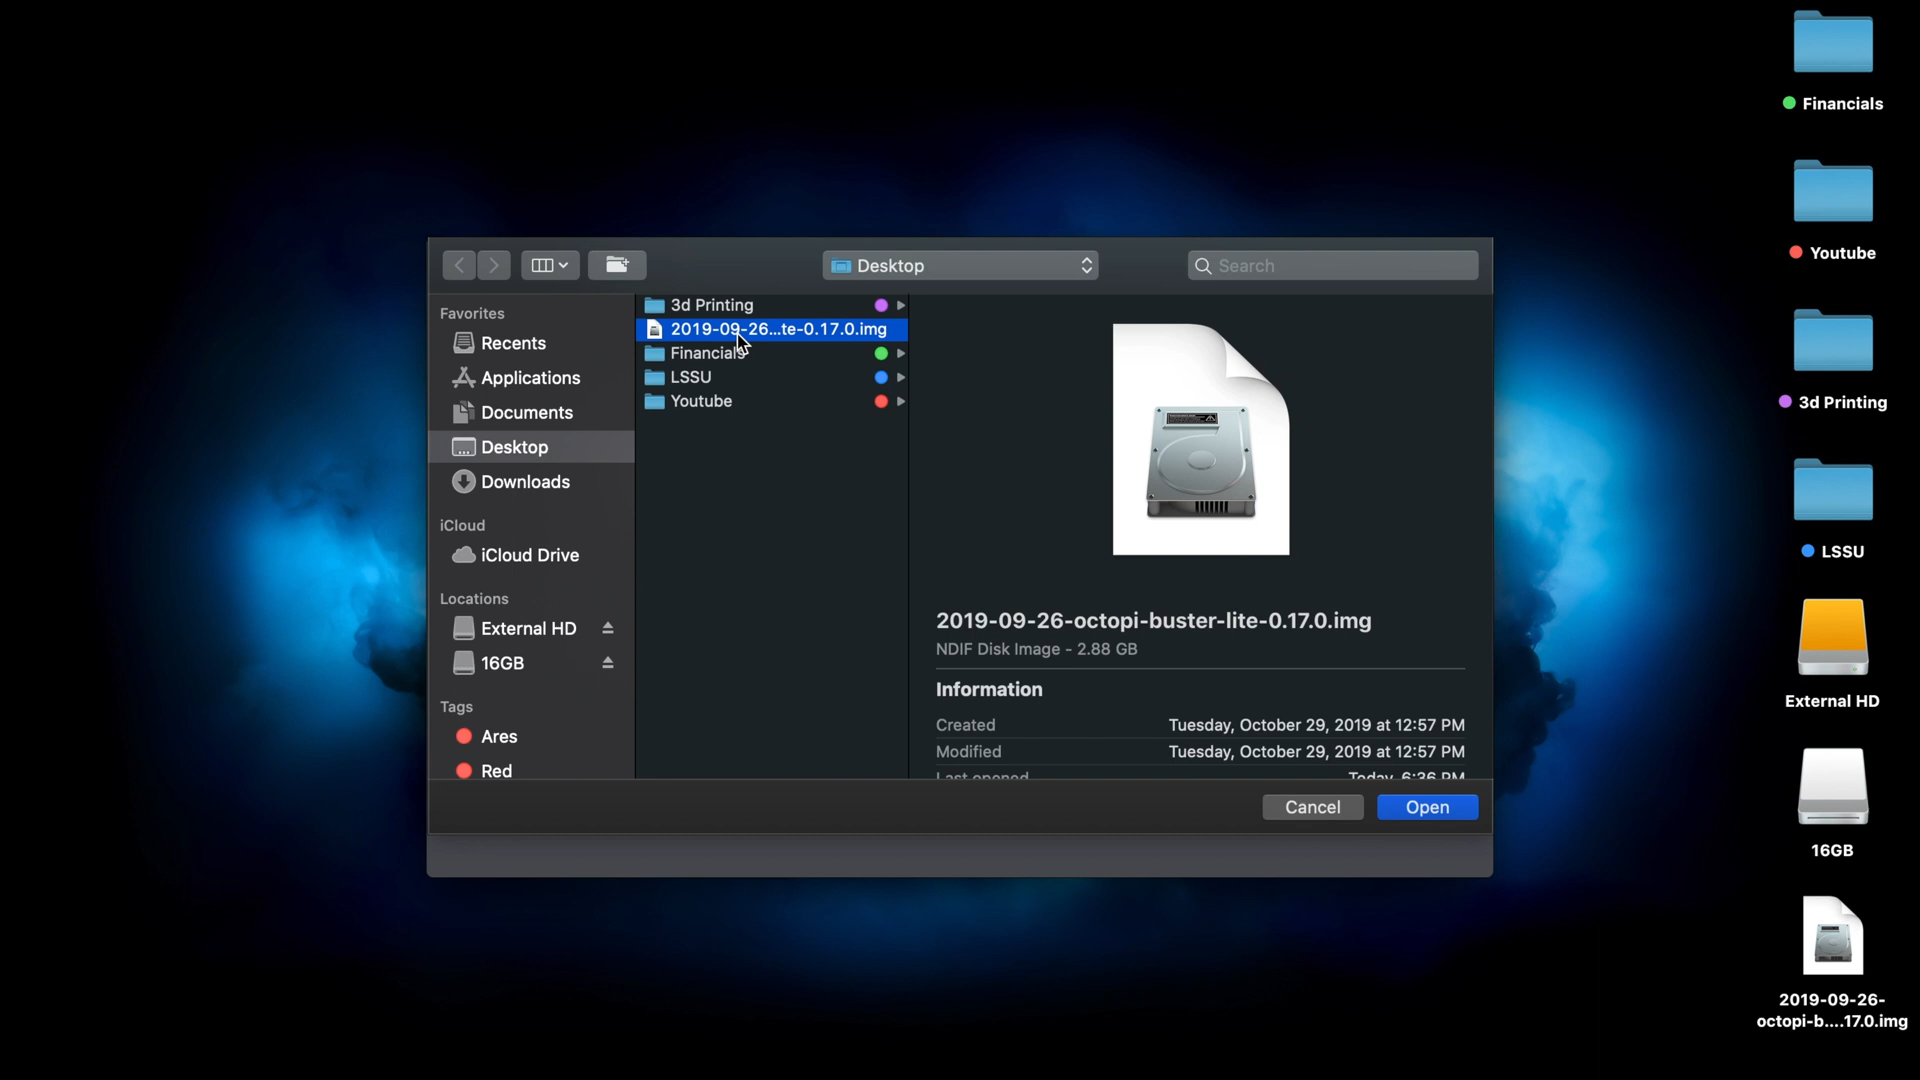 Desktop
Search
Favorites
Recents
Applications
Documents
Desktop
Downloads
iCloud
iCloud Drive
Locations
External HD
16GB
Tags
Ares
Red
3d Printing
2019-09-26...te-0.17.0.img
Financials
LSSU
Youtube
2019-09-26-octopi-buster-lite-0.17.0.img
NDIF Disk Image - 2.88 GB
Information
Created Tuesday, October 29, 2019 at 12:57 PM
Modified Tuesday, October 29, 2019 at 12:57 PM
Last opened Today, 6:36 PM
Cancel Open
Financials
Youtube
3d Printing
LSSU
External HD
16GB
2019-09-26-
octopi-b....17.0.img